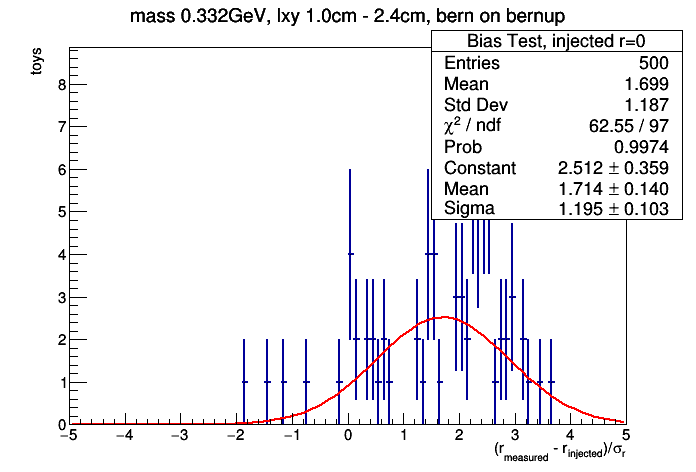 mass 0.332GeV, lxy 1.0cm - 2.4cm, bern on bernup
Bias Test, injected r=0
Entries 500
Mean 1.699
Std Dev 1.187
χ² / ndf 62.55 / 97
Prob 0.9974
Constant 2.512 ± 0.359
Mean 1.714 ± 0.140
Sigma 1.195 ± 0.103
toys
8
7
6
5
4
3
2
1
0
−5 −4 −3 −2 −1 0 1 2 3 4 5
(r_measured - r_injected)/σ_r